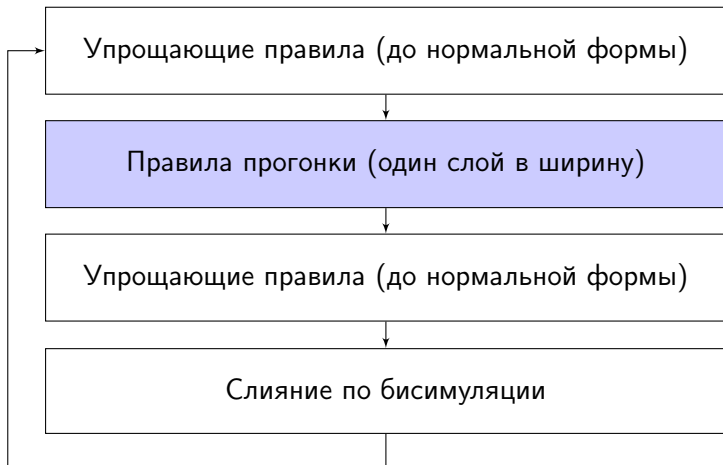 Упрощающие правила (до нормальной формы)
Правила прогонки (один слой в ширину)
Упрощающие правила (до нормальной формы)
Слияние по бисимуляции